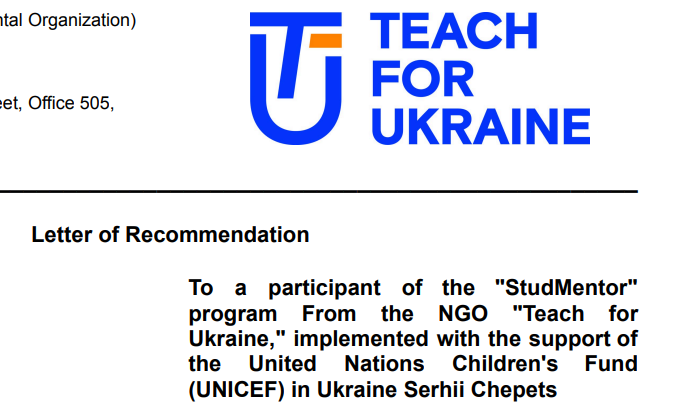 ntal Organization)
eet, Office 505,
TEACH
FOR
UKRAINE
Letter of Recommendation
To a participant of the "StudMentor"
program From the NGO "Teach for
Ukraine," implemented with the support of
the United Nations Children's Fund
(UNICEF) in Ukraine Serhii Chepets